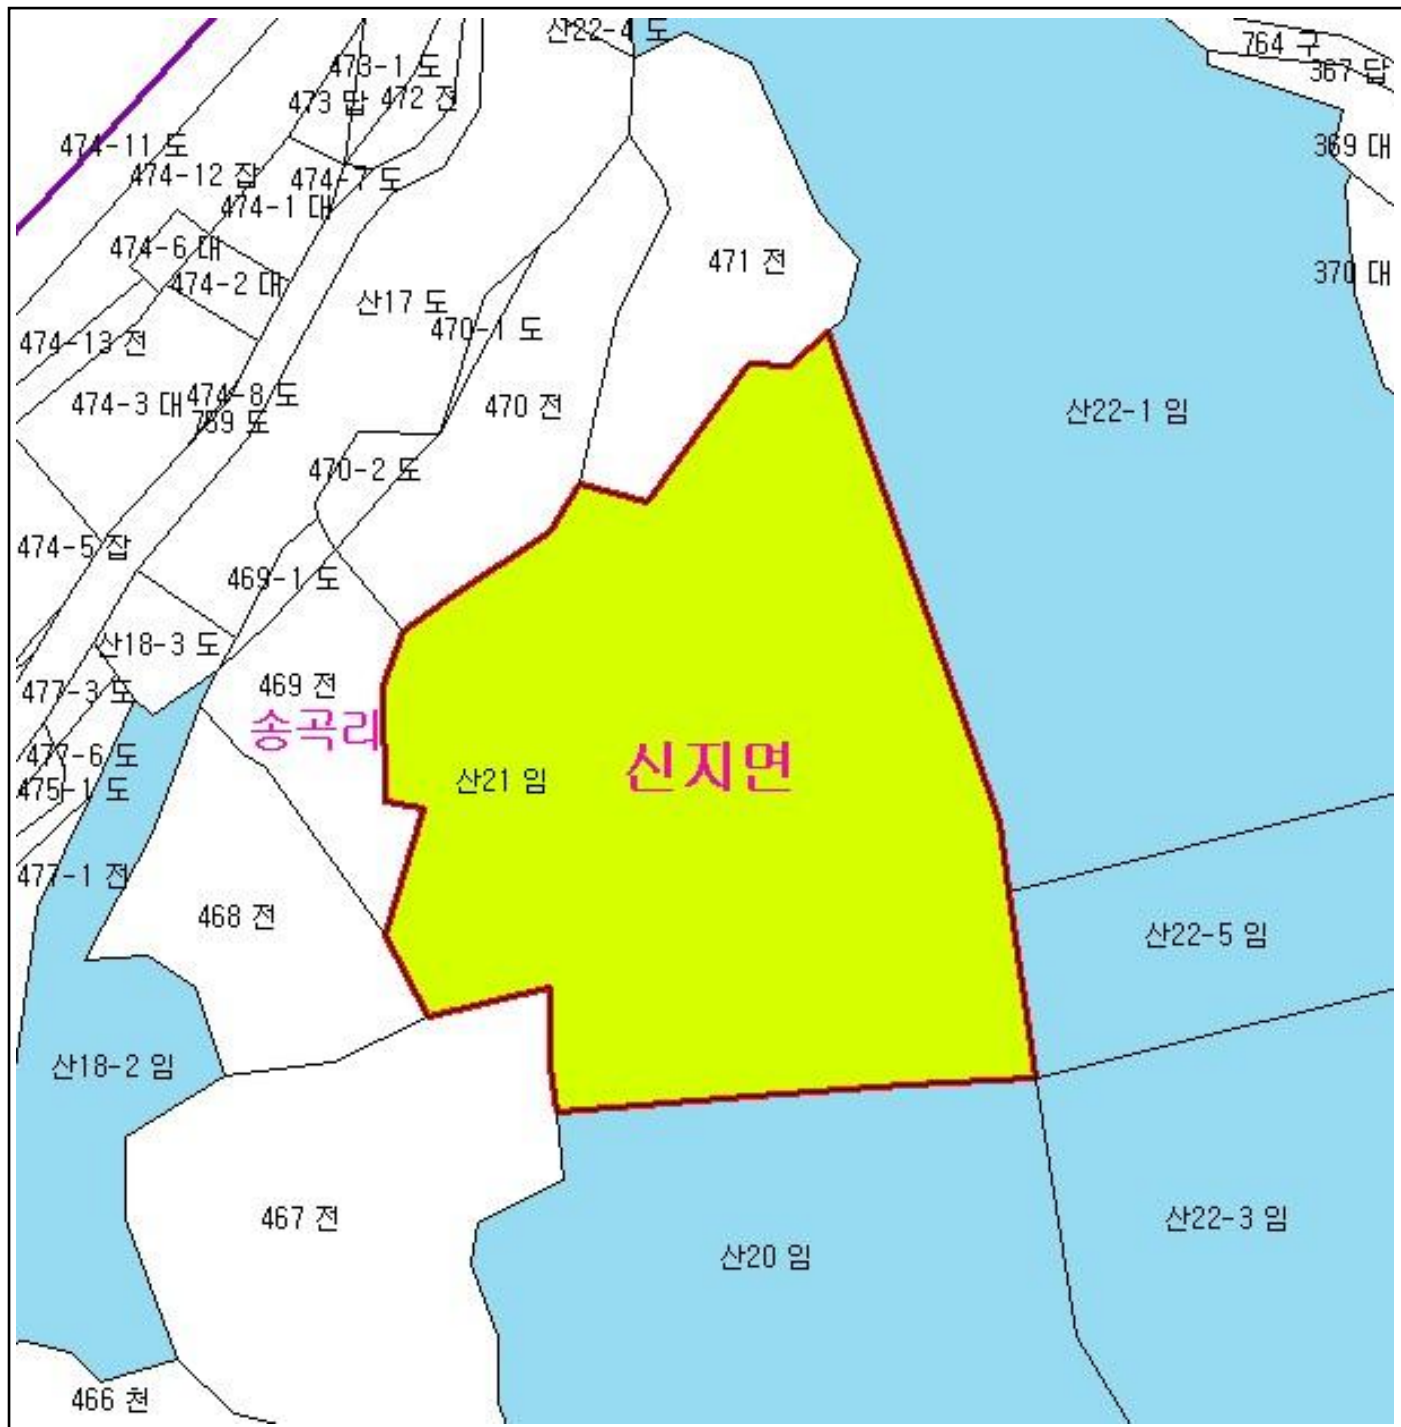 산22-4 도
764 구
367 답
473-1 도
473 답
472 전
474-11 도
369 대
474-12 잡
474-7 도
474-1 대
474-6 대
471 전
370 대
474-2 대
산17 도
470-1 도
474-13 전
474-8 도
474-3 대
470 전
산22-1 임
759 도
470-2 도
474-5 잡
469-1 도
산18-3 도
469 전
477-3 도
송곡리
신지면
477-6 도
산21 임
475-1 도
477-1 전
468 전
산22-5 임
산18-2 임
467 전
산22-3 임
산20 임
466 천